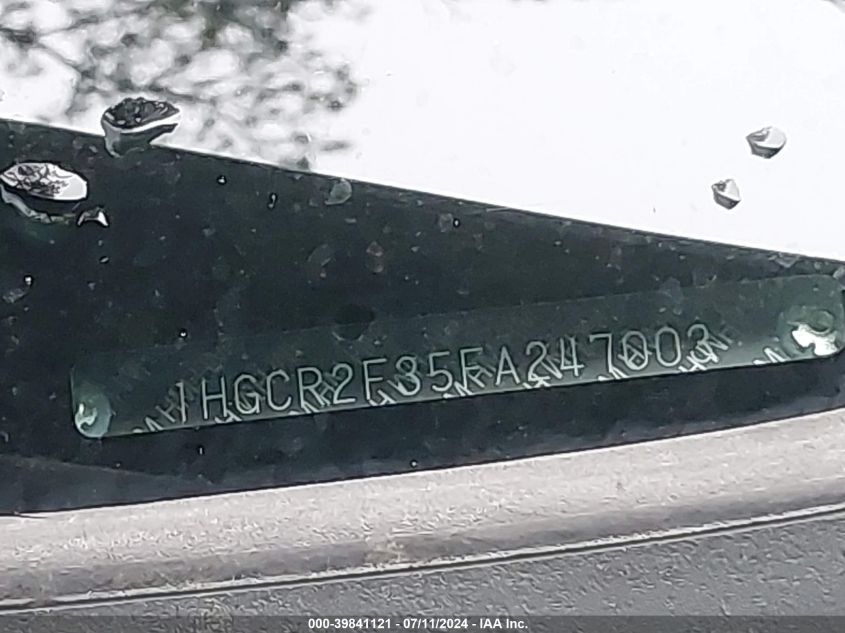 1HGCR2F35FA247003
000-39841121 - 07/11/2024 - IAA Inc.